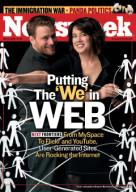 THE IMMIGRATION WAR • PANDA POLITICS
Newsweek
Putting
The 'We' in
WEB
NEXT FRONTIERS From MySpace
To Flickr and YouTube,
User-Generated Sites
Are Rocking the Internet